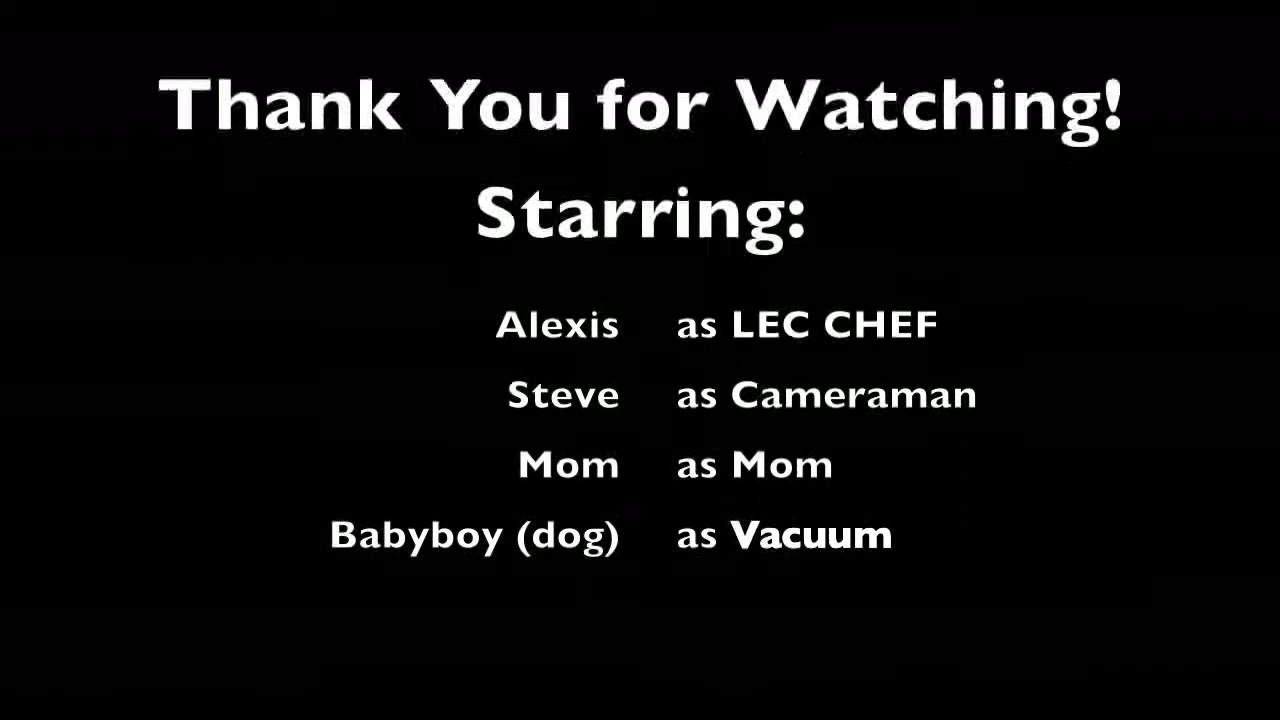 Thank You for Watching!
Starring:
Alexis as LEC CHEF
Steve as Cameraman
Mom as Mom
Babyboy (dog) as Vacuum